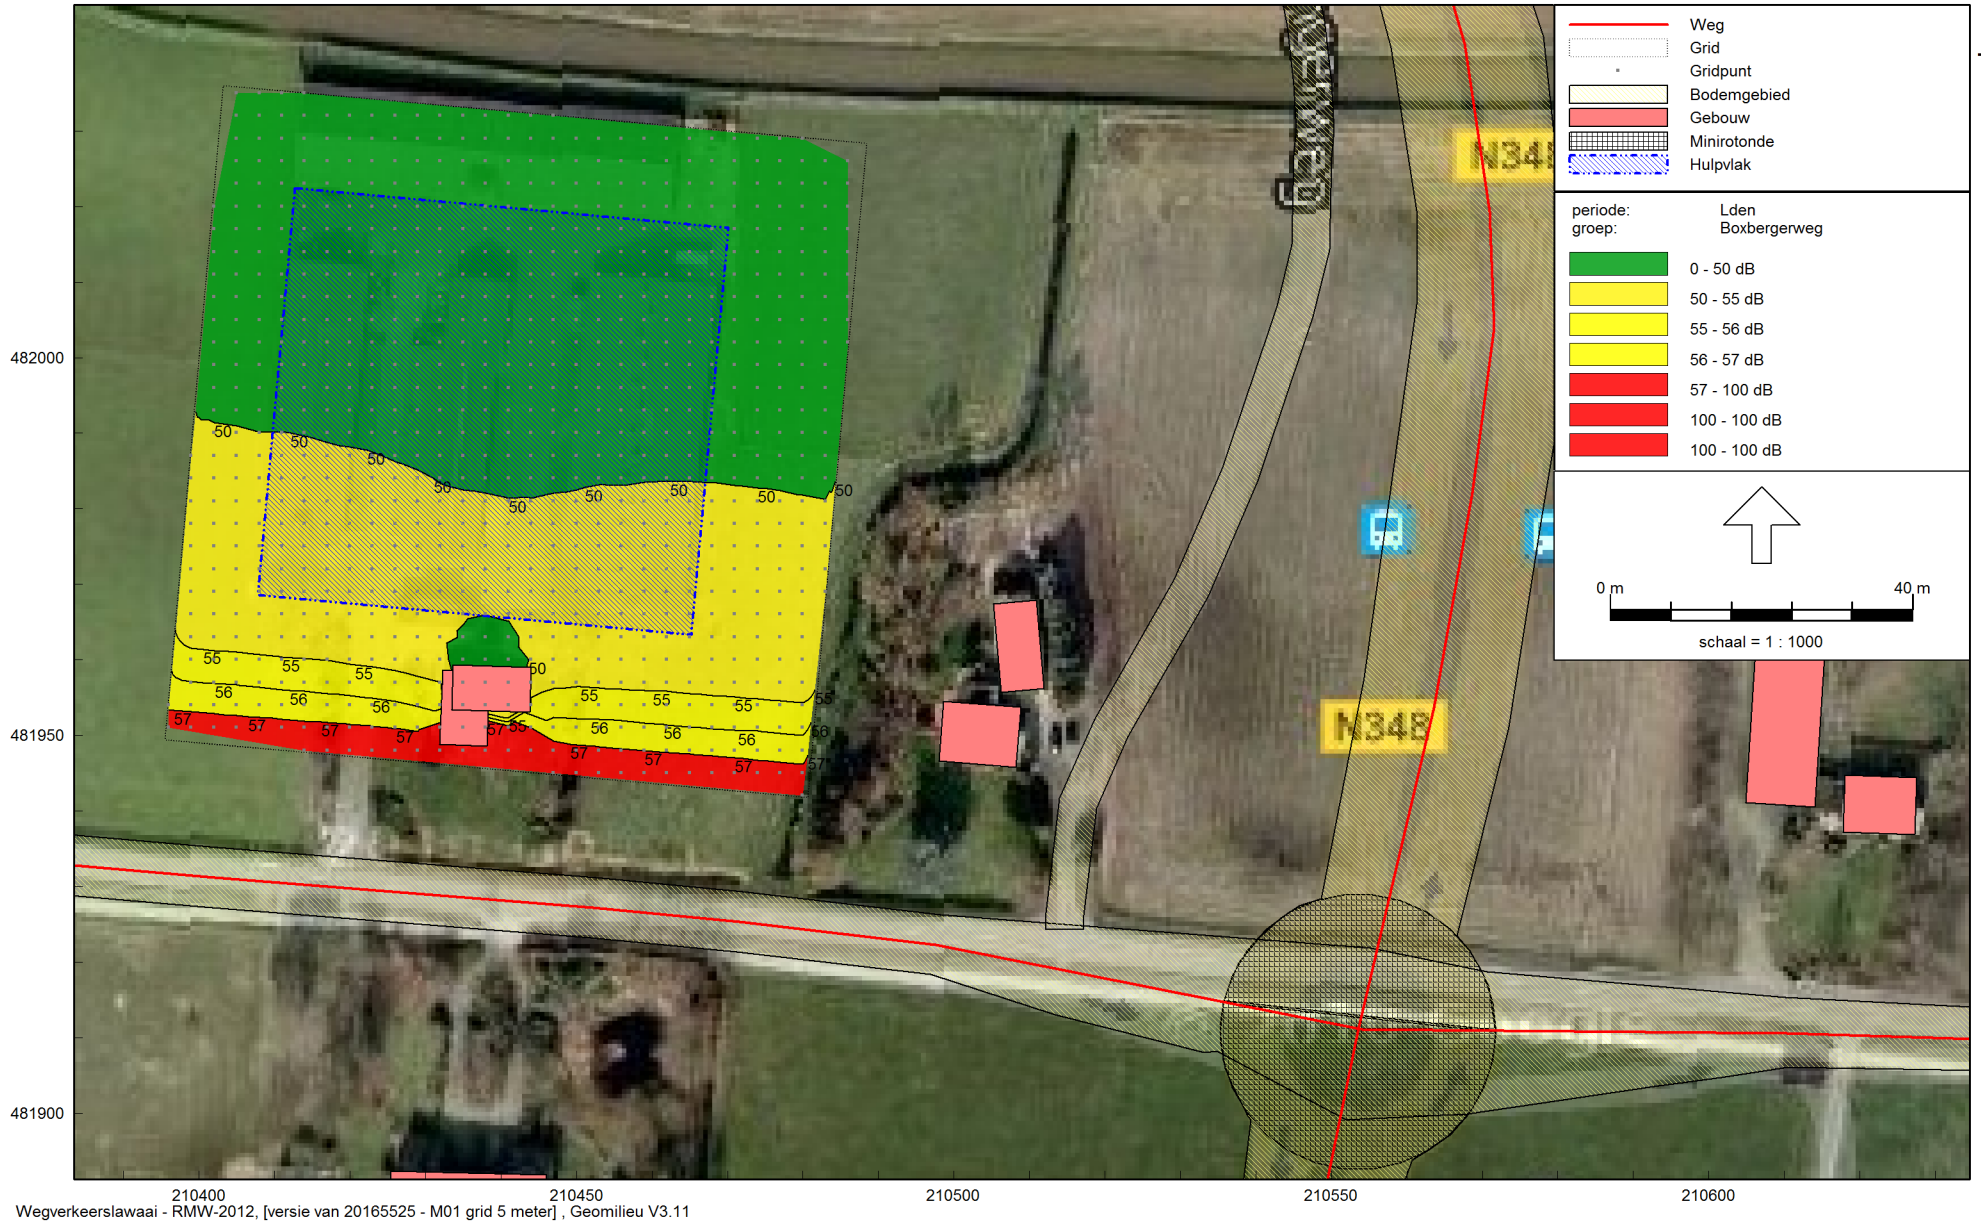 Weg
Grid
Gridpunt
Bodemgebied
Gebouw
Minirotonde
Hulpvlak
periode: Lden
groep: Boxbergerweg
0 - 50 dB
50 - 55 dB
55 - 56 dB
56 - 57 dB
57 - 100 dB
100 - 100 dB
100 - 100 dB
0 m 40 m
schaal = 1 : 1000
N348
482000
50 50 50 50 50 50 50 50 50 50
50
55 55 55 55 55 55 55
56 56 56 56 56 56 56
57 57 57 57 57 55 57 57 57 57
N348
481950
481900
210400 210450 210500 210550 210600
Wegverkeerslawaai - RMW-2012, [versie van 20165525 - M01 grid 5 meter] , Geomilieu V3.11